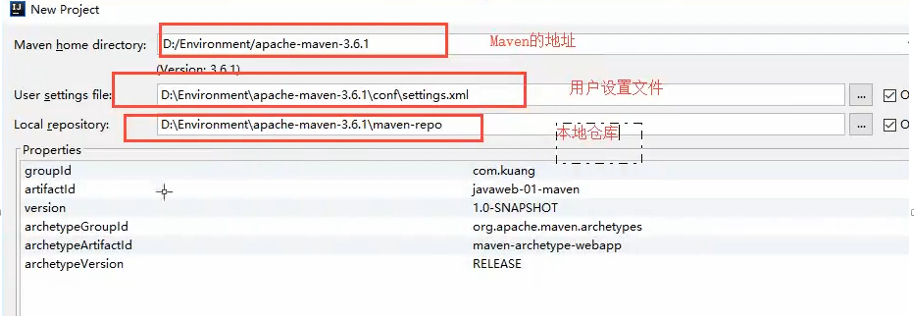 New Project
Maven home directory: D:/Environment/apache-maven-3.6.1 Maven的地址
(Version: 3.6.1)
User settings file: D:\Environment\apache-maven-3.6.1\conf\settings.xml ... O 用户设置文件
Local repository: D:\Environment\apache-maven-3.6.1\maven-repo ... O 本地仓库
Properties
groupId com.kuang
artifactId javaweb-01-maven
version 1.0-SNAPSHOT
archetypeGroupId org.apache.maven.archetypes
archetypeArtifactId maven-archetype-webapp
archetypeVersion RELEASE